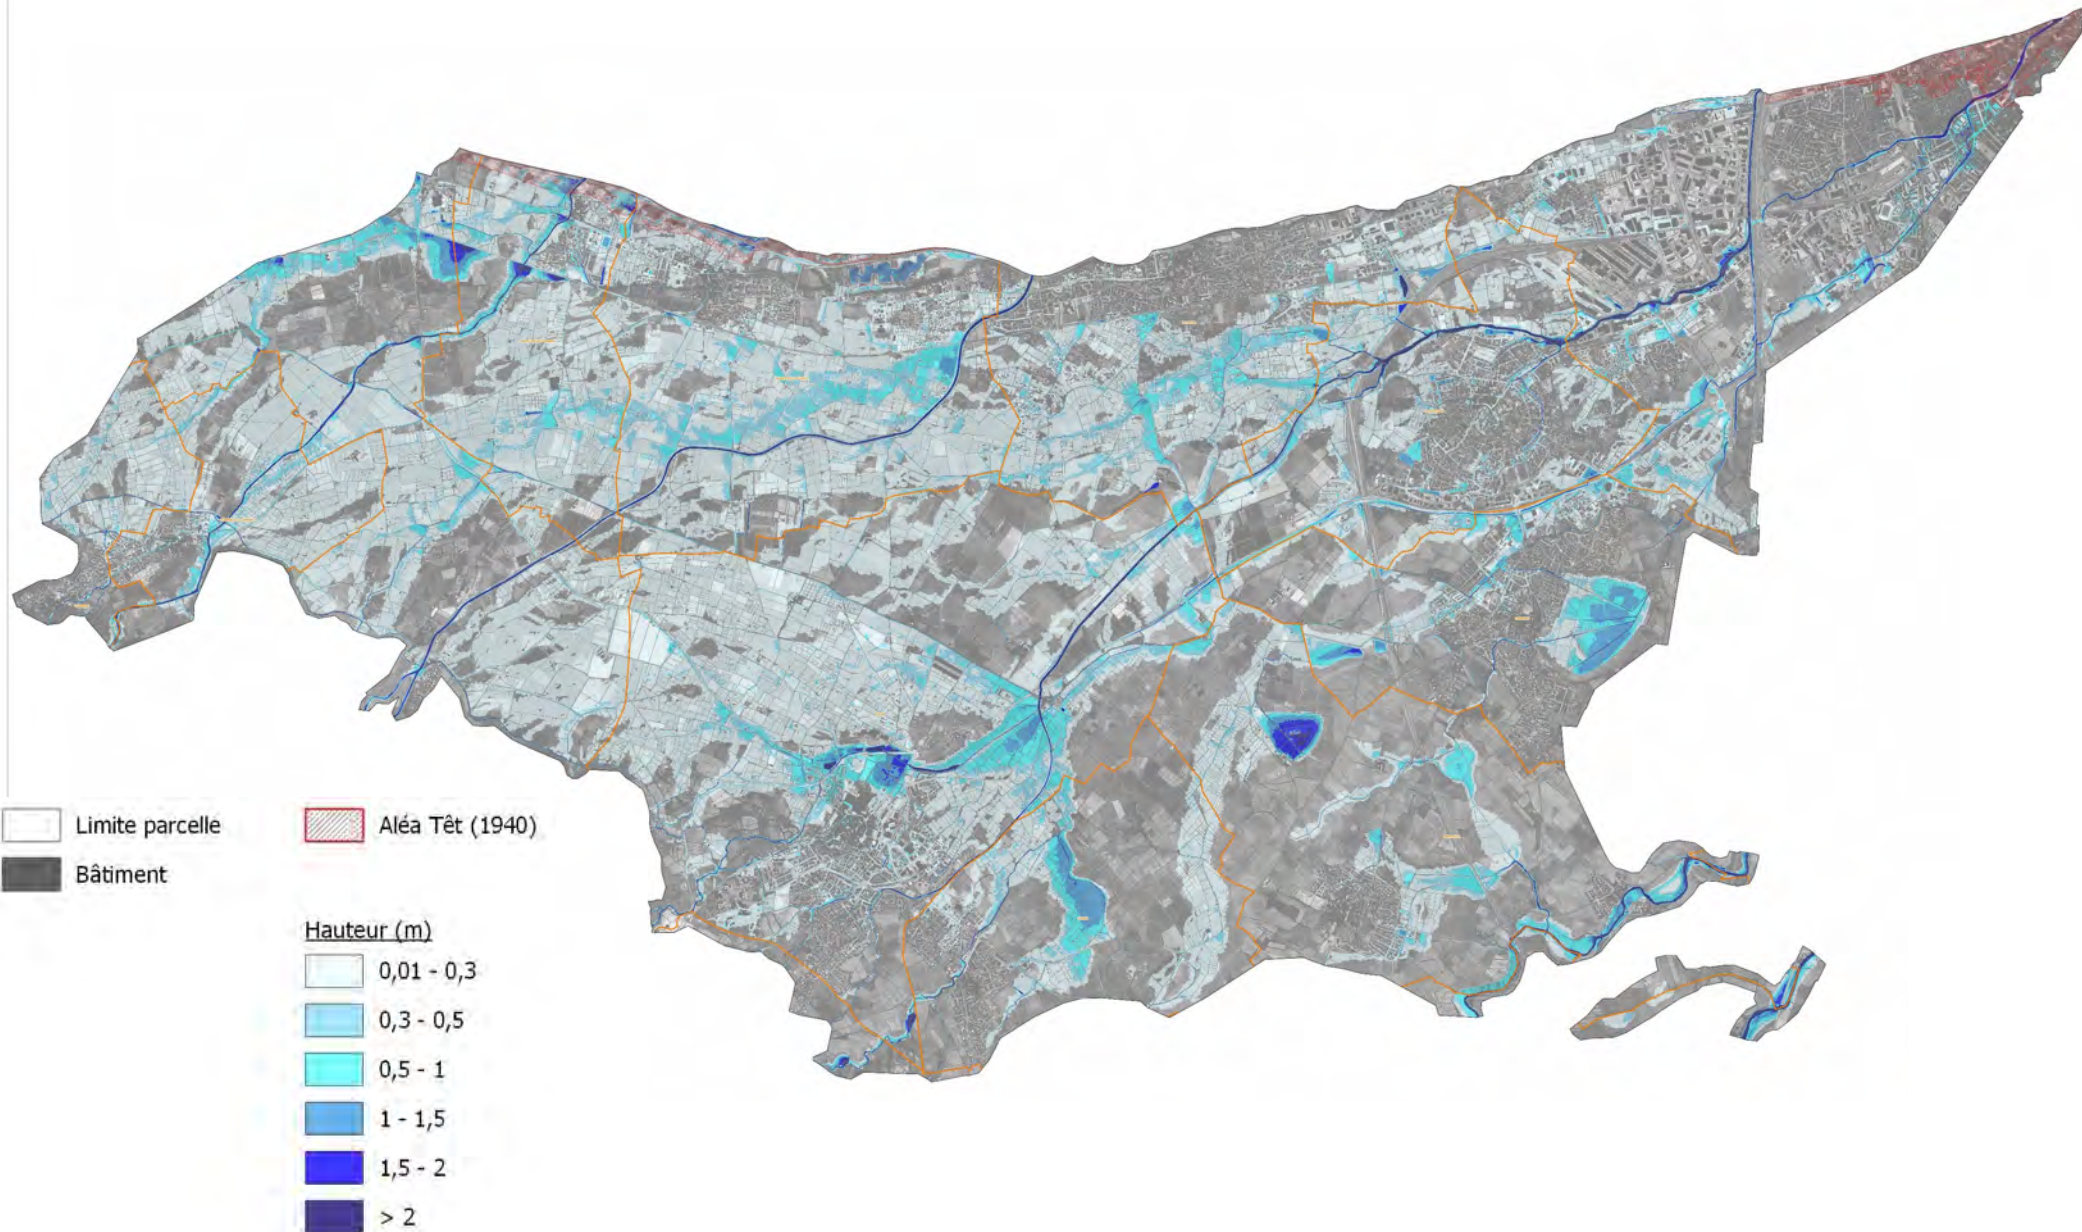 Limite parcelle
Aléa Têt (1940)
Bâtiment
Hauteur (m)
0,01 - 0,3
0,3 - 0,5
0,5 - 1
1 - 1,5
1,5 - 2
> 2